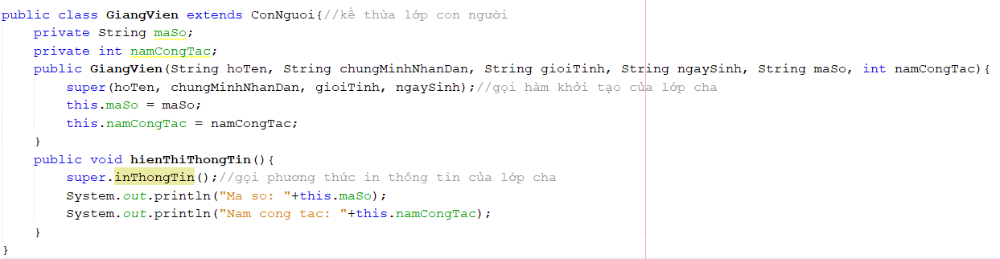 public class GiangVien extends ConNguoi{//kế thừa lớp con người
private String maSo;
private int namCongTac;
public GiangVien(String hoTen, String chungMinhNhanDan, String gioiTinh, String ngaySinh, String maSo, int namCongTac){
super(hoTen, chungMinhNhanDan, gioiTinh, ngaySinh);//gọi hàm khởi tạo của lớp cha
this.maSo = maSo;
this.namCongTac = namCongTac;
}
public void hienThiThongTin(){
super.inThongTin();//gọi phương thức in thông tin của lớp cha
System.out.println("Ma so: "+this.maSo);
System.out.println("Nam cong tac: "+this.namCongTac);
}
}